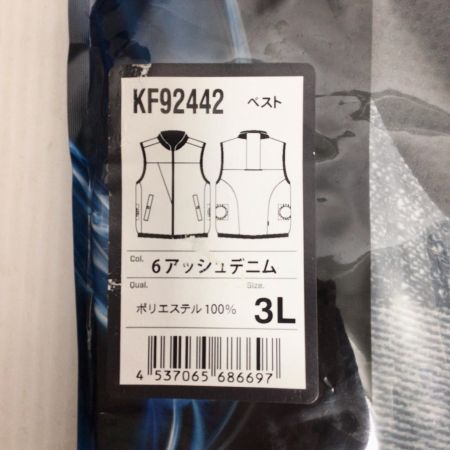 KF92442 ベスト
Col. 6アッシュデニム
Qual. Size.
ポリエステル100% 3L
4 537065 686697